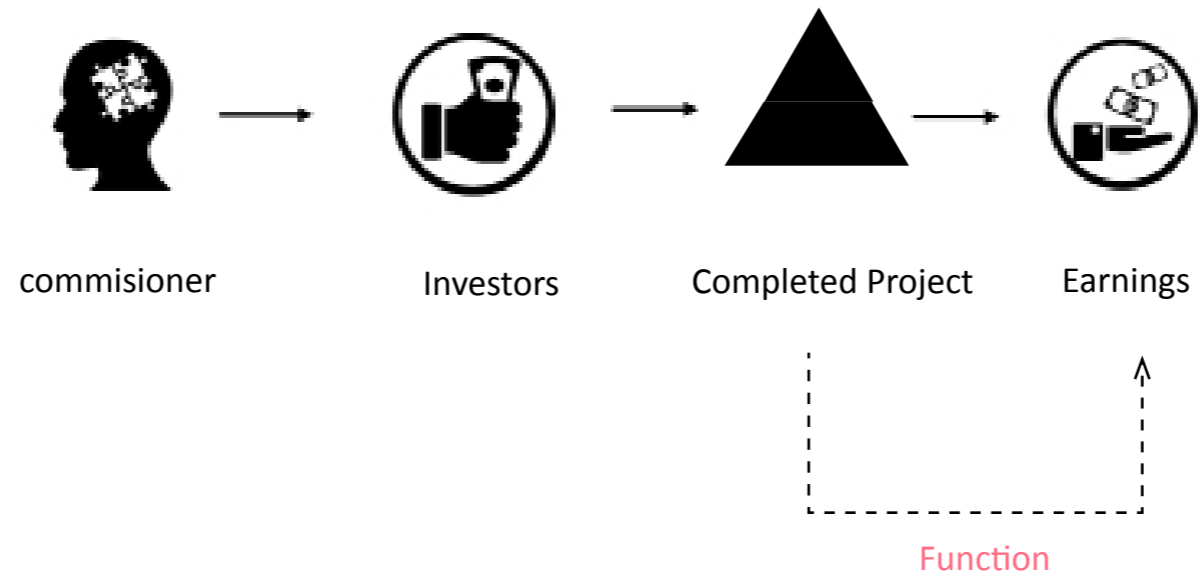 commisioner
Investors
Completed Project
Earnings
Function